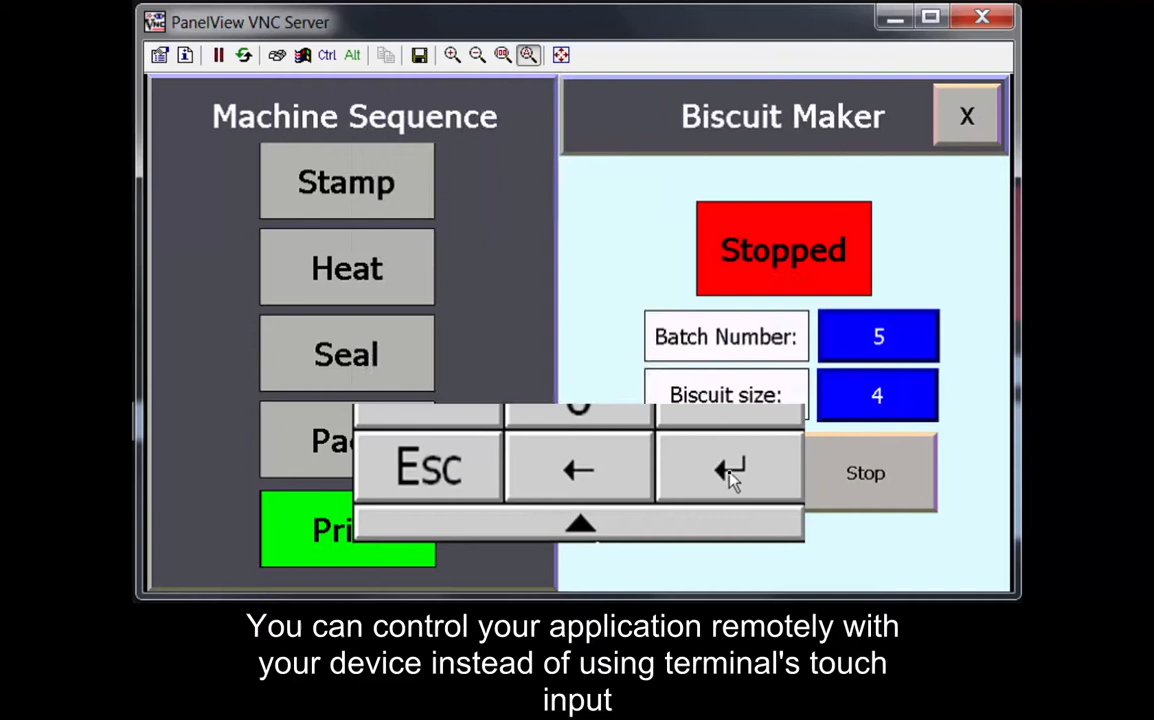 PanelView VNC Server
Ctrl Alt
Machine Sequence
Stamp
Heat
Seal
Biscuit Maker
X
Stopped
Batch Number: 5
Biscuit size: 4
Esc
Stop
You can control your application remotely with
your device instead of using terminal's touch
input